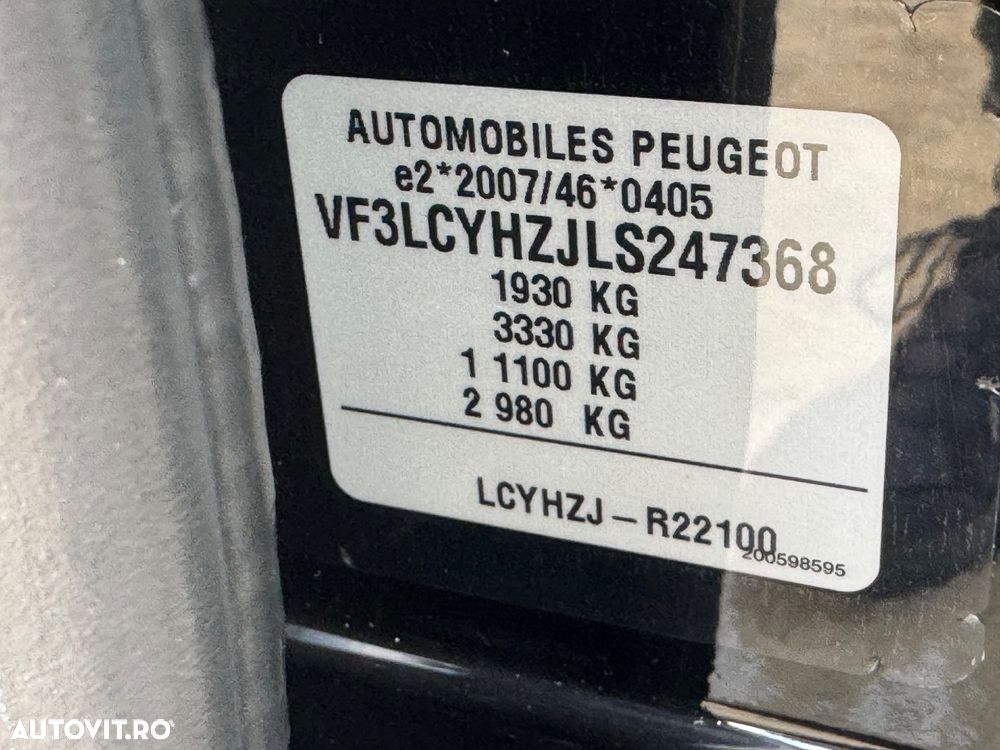 AUTOMOBILES PEUGEOT
e2*2007/46*0405
VF3LCYHZJLS247368
1930 KG
3330 KG
1 1100 KG
2 980 KG
LCYHZJ – R22100
200598595
AUTOVIT.RO